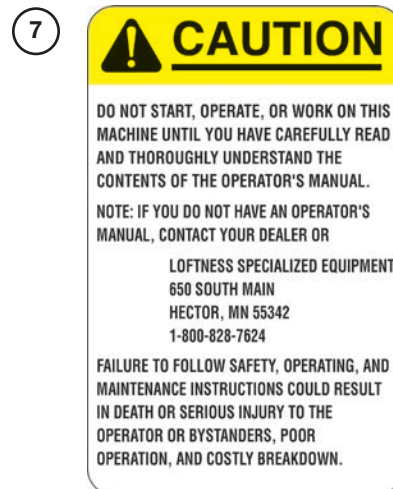 7
CAUTION
DO NOT START, OPERATE, OR WORK ON THIS
MACHINE UNTIL YOU HAVE CAREFULLY READ
AND THOROUGHLY UNDERSTAND THE
CONTENTS OF THE OPERATOR'S MANUAL.
NOTE: IF YOU DO NOT HAVE AN OPERATOR'S
MANUAL, CONTACT YOUR DEALER OR
LOFTNESS SPECIALIZED EQUIPMENT
650 SOUTH MAIN
HECTOR, MN 55342
1-800-828-7624
FAILURE TO FOLLOW SAFETY, OPERATING, AND
MAINTENANCE INSTRUCTIONS COULD RESULT
IN DEATH OR SERIOUS INJURY TO THE
OPERATOR OR BYSTANDERS, POOR
OPERATION, AND COSTLY BREAKDOWN.